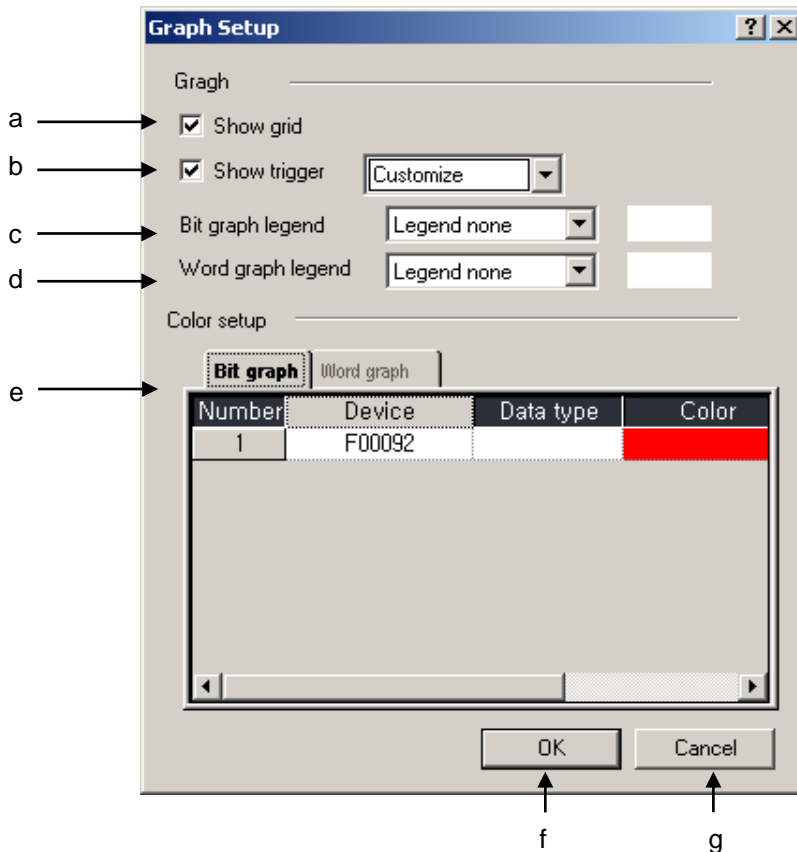 Graph Setup
Gragh
a
Show grid
b
Show trigger Customize
c
Bit graph legend Legend none
d
Word graph legend Legend none
Color setup
e
Bit graph Word graph
Number Device Data type Color
1 F00092
OK Cancel
f g